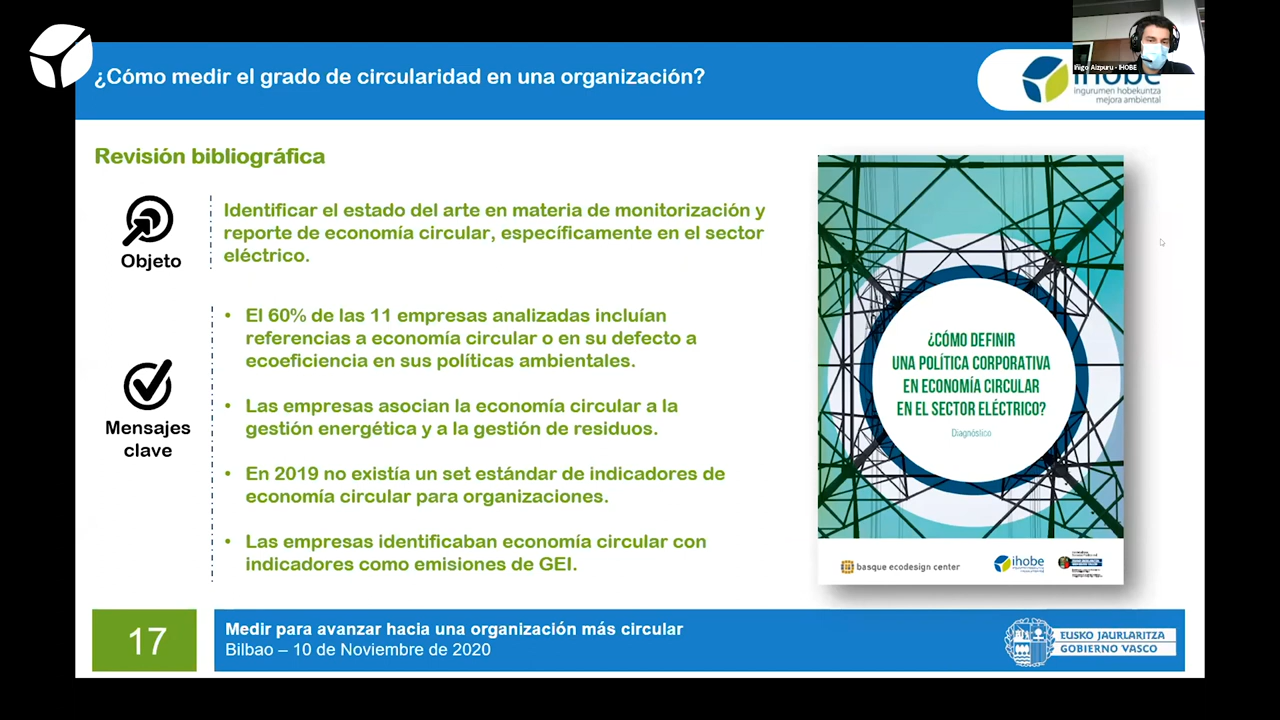 ¿Cómo medir el grado de circularidad en una organización?
Iñigo Aizpuru - IHOBE
ihobe
ingurumen hobekuntza
mejora ambiental
Revisión bibliográfica
Objeto
Identificar el estado del arte en materia de monitorización y
reporte de economía circular, específicamente en el sector
eléctrico.
Mensajes
clave
• El 60% de las 11 empresas analizadas incluían
referencias a economía circular o en su defecto a
ecoeficiencia en sus políticas ambientales.
• Las empresas asocian la economía circular a la
gestión energética y a la gestión de residuos.
• En 2019 no existía un set estándar de indicadores de
economía circular para organizaciones.
• Las empresas identificaban economía circular con
indicadores como emisiones de GEI.
¿CÓMO DEFINIR
UNA POLÍTICA CORPORATIVA
EN ECONOMÍA CIRCULAR
EN EL SECTOR ELÉCTRICO?
Diagnóstico
basque ecodesign center
ihobe
17
Medir para avanzar hacia una organización más circular
Bilbao – 10 de Noviembre de 2020
EUSKO JAURLARITZA
GOBIERNO VASCO